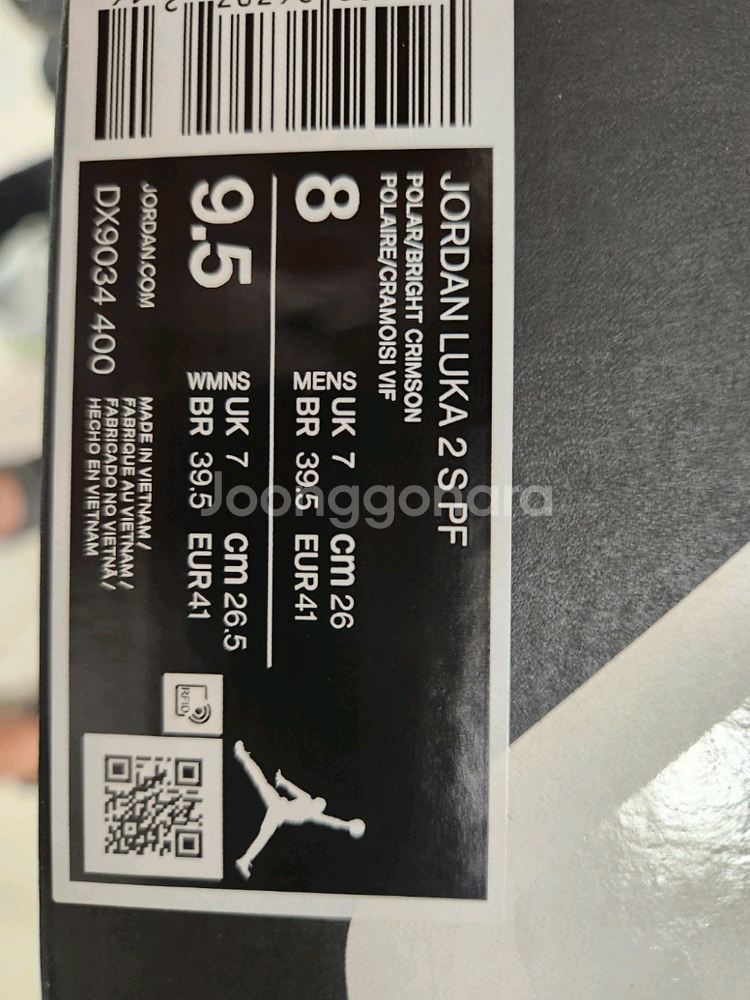 JORDAN LUKA 2 S PF
POLAR/BRIGHT CRIMSON
POLAIRE/CRAMOISI VIF
8
MENS
UK 7 cm 26
BR 39.5 EUR 41
9.5
WMNS
UK 7 cm 26.5
BR 39.5 EUR 41
JORDAN.COM
DX9034 400
MADE IN VIETNAM /
FABRIQUE AU VIETNAM /
FABRICADO NO VIETNÃ /
HECHO EN VIETNAM
RFID
Joonggonara